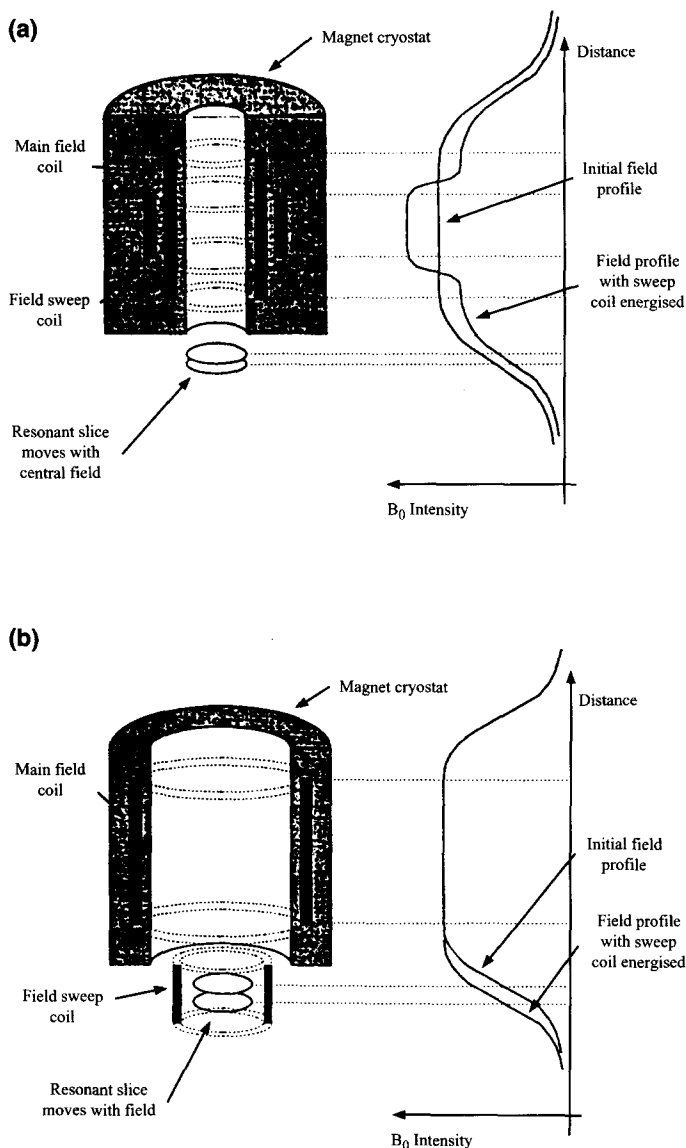 (a)
Magnet cryostat
Distance
Main field
coil
Initial field
profile
Field sweep
coil
Field profile
with sweep
coil energised
Resonant slice
moves with
central field
B₀ Intensity
(b)
Magnet cryostat
Distance
Main field
coil
Initial field
profile
Field profile
with sweep
coil energised
Field sweep
coil
Resonant slice
moves with field
B₀ Intensity